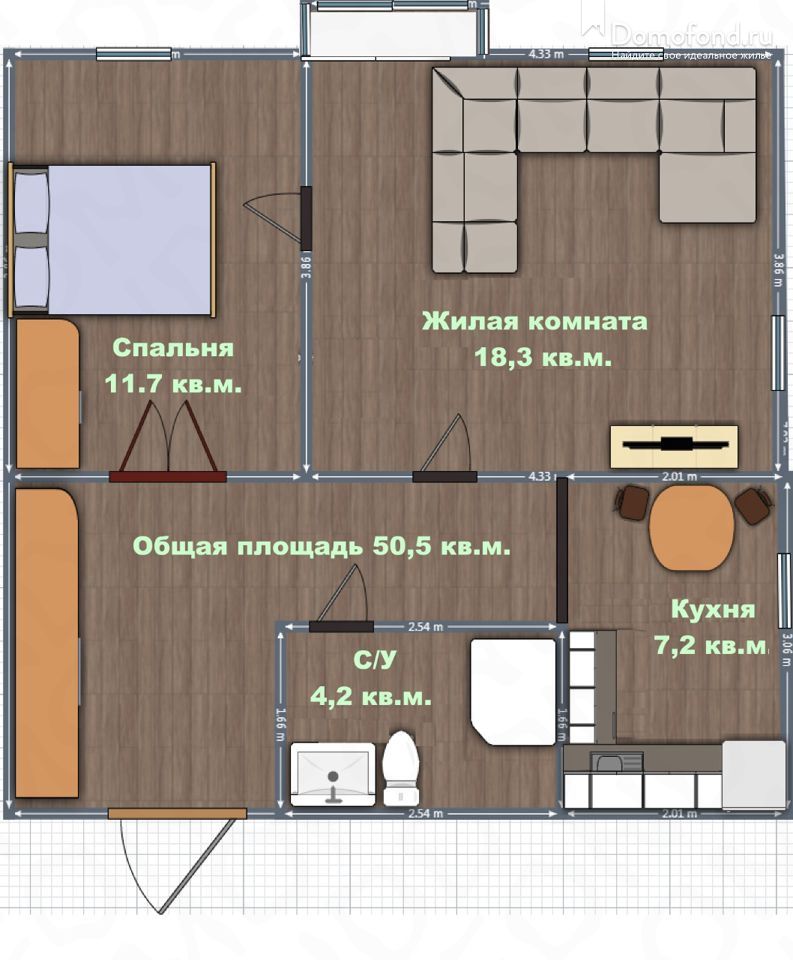 Domofond.ru
Найдите свое идеальное жилье
4.33 m
3.86
3.86 m
Жилая комната
18,3 кв.м.
Спальня
11.7 кв.м.
4.33
2.01 m
Общая площадь 50,5 кв.м.
Кухня
7,2 кв.м.
2.54 m
С/У
4,2 кв.м.
3.06 m
1.66 m
1.66 m
2.54 m
2.01 m